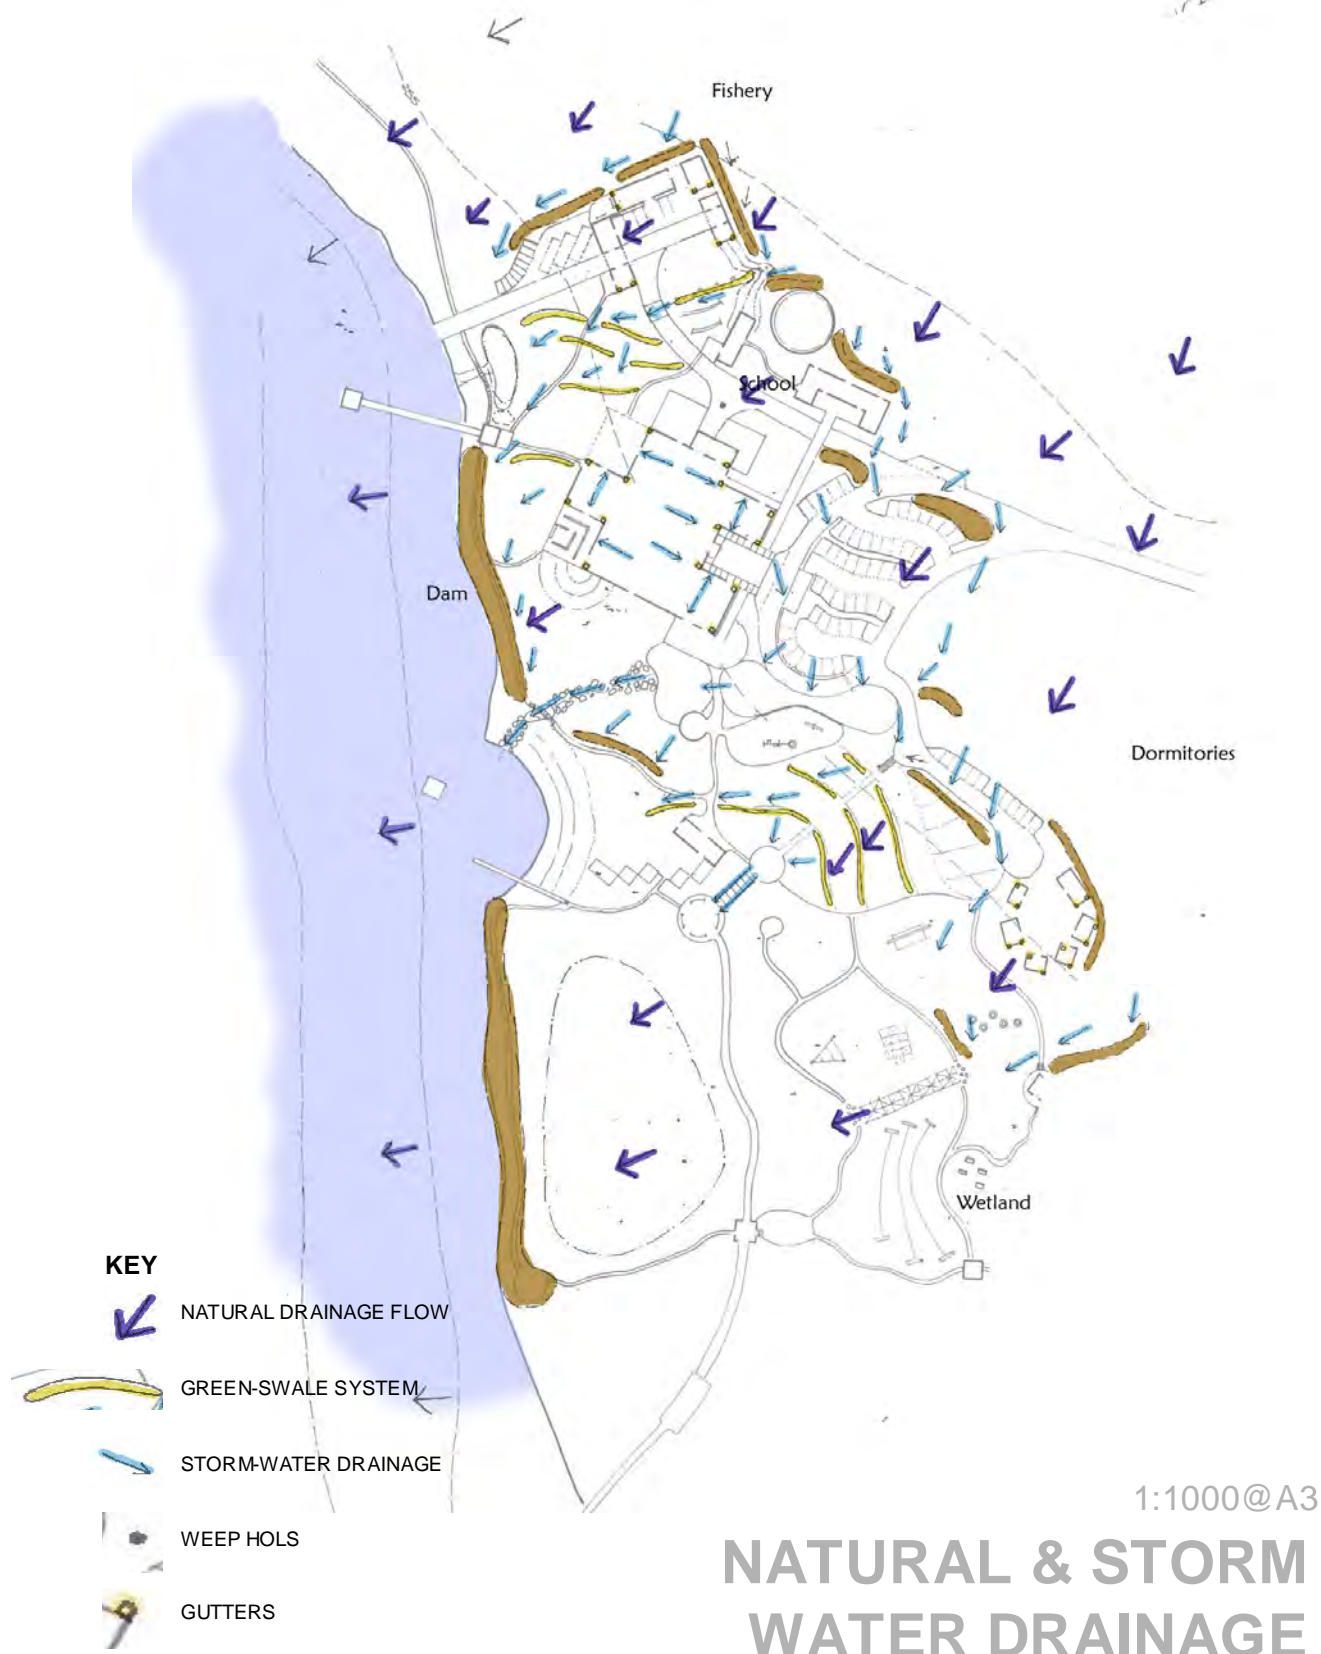 Fishery
School
Dam
Dormitories
Wetland
KEY
NATURAL DRAINAGE FLOW
GREEN-SWALE SYSTEM
STORM-WATER DRAINAGE
WEEP HOLS
GUTTERS
1:1000@A3
NATURAL & STORM
WATER DRAINAGE